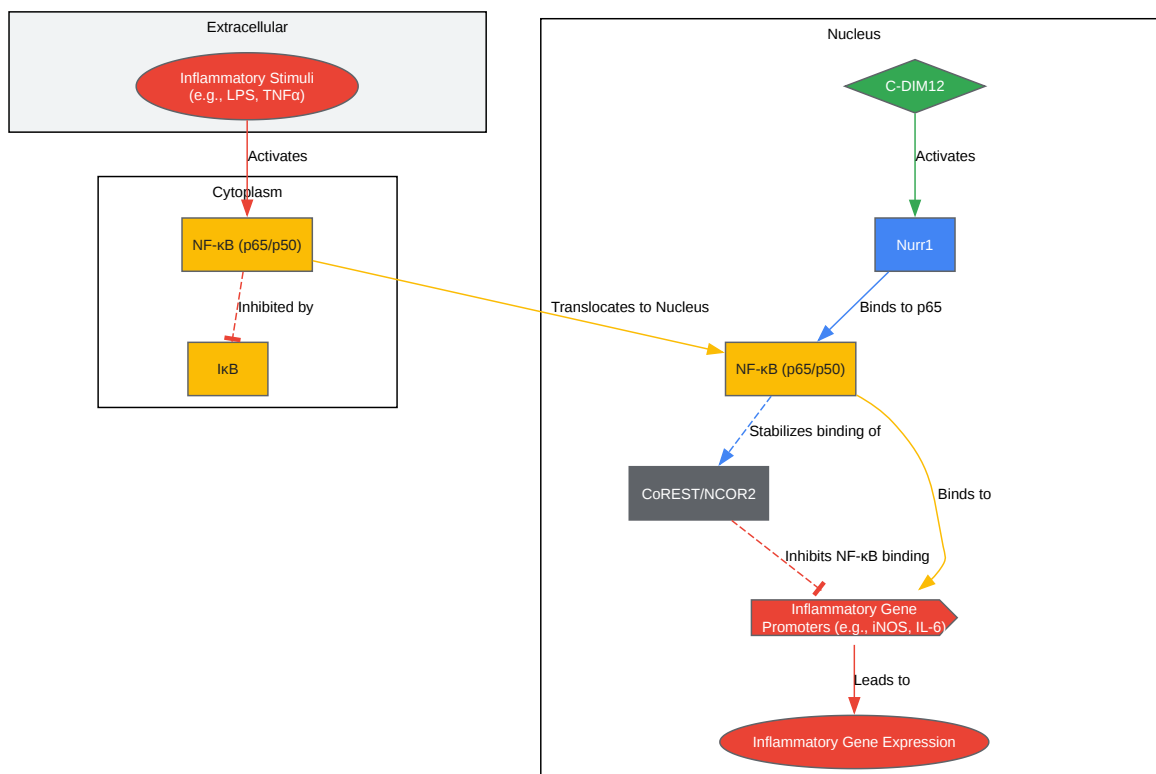 Extracellular
Inflammatory Stimuli
(e.g., LPS, TNFα)
Activates
Cytoplasm
NF-κB (p65/p50)
Inhibited by
IκB
Translocates to Nucleus
Nucleus
C-DIM12
Activates
Nurr1
Binds to p65
NF-κB (p65/p50)
Stabilizes binding of
CoREST/NCOR2
Binds to
Inhibits NF-κB binding
Inflammatory Gene
Promoters (e.g., iNOS, IL-6)
Leads to
Inflammatory Gene Expression